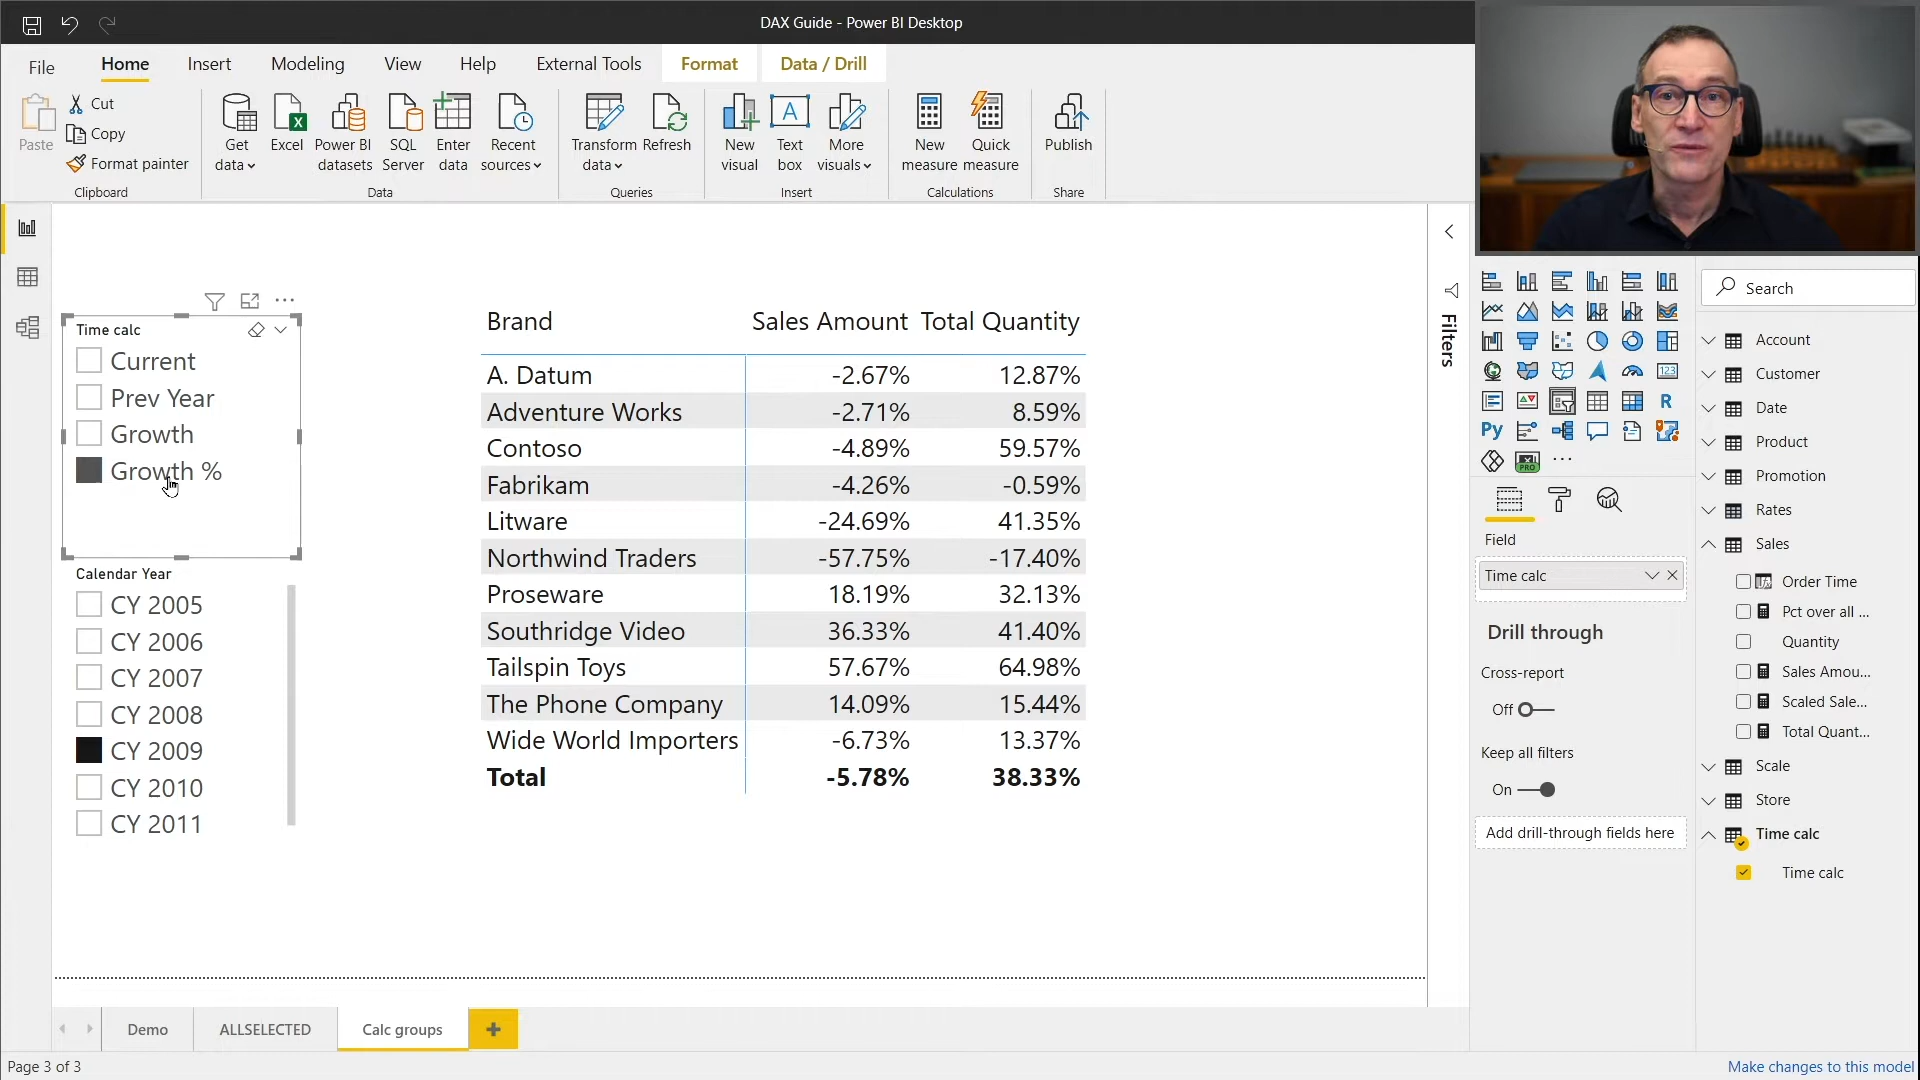 DAX Guide - Power BI Desktop
File Home Insert Modeling View Help External Tools Format Data / Drill
Paste
Cut
Copy
Format painter
Clipboard
Get data
Excel
Power BI datasets
SQL Server
Enter data
Recent sources
Data
Transform data
Refresh
Queries
New visual
Text box
More visuals
Insert
New measure
Quick measure
Calculations
Publish
Share
Time calc
Current
Prev Year
Growth
Growth %
Calendar Year
CY 2005
CY 2006
CY 2007
CY 2008
CY 2009
CY 2010
CY 2011
Brand Sales Amount Total Quantity
A. Datum -2.67% 12.87%
Adventure Works -2.71% 8.59%
Contoso -4.89% 59.57%
Fabrikam -4.26% -0.59%
Litware -24.69% 41.35%
Northwind Traders -57.75% -17.40%
Proseware 18.19% 32.13%
Southridge Video 36.33% 41.40%
Tailspin Toys 57.67% 64.98%
The Phone Company 14.09% 15.44%
Wide World Importers -6.73% 13.37%
Total -5.78% 38.33%
Filters
123
R
Py
PRO
Field
Time calc
Drill through
Cross-report
Off
Keep all filters
On
Add drill-through fields here
Search
Account
Customer
Date
Product
Promotion
Rates
Sales
Order Time
Pct over all ...
Quantity
Sales Amou...
Scaled Sale...
Total Quant...
Scale
Store
Time calc
Time calc
Demo ALLSELECTED Calc groups
Page 3 of 3
Make changes to this model